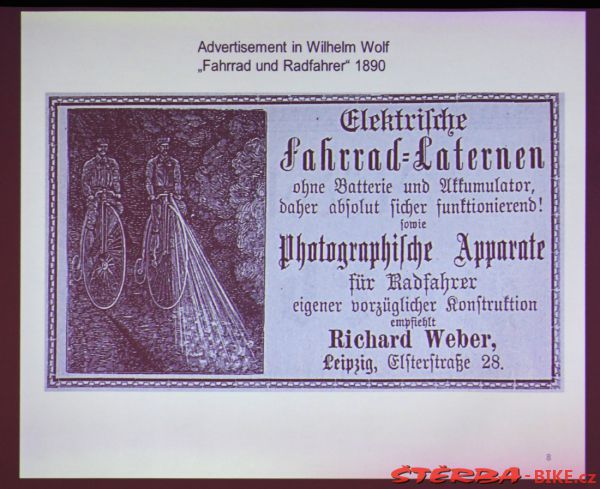 Advertisement in Wilhelm Wolf
„Fahrrad und Radfahrer“ 1890
Elektrische
Fahrrad=Laternen
ohne Batterie und Akkumulator,
daher absolut sicher funktionierend!
sowie
Photographische Apparate
für Radfahrer
eigener vorzüglicher Konstruktion
empfiehlt
Richard Weber,
Leipzig, Elsterstraße 28.
8
ŠTĚRBA-BIKE.cz